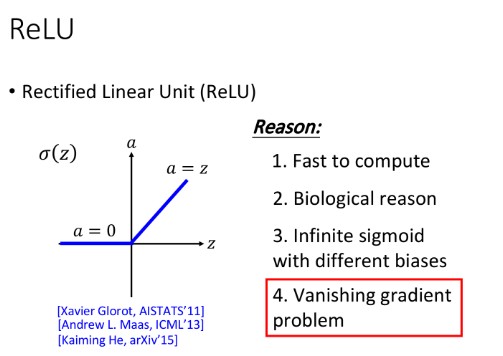 ReLU
• Rectified Linear Unit (ReLU)
σ(z)
a
a = z
a = 0
z
[Xavier Glorot, AISTATS'11]
[Andrew L. Maas, ICML'13]
[Kaiming He, arXiv'15]
Reason:
1. Fast to compute
2. Biological reason
3. Infinite sigmoid
with different biases
4. Vanishing gradient
problem